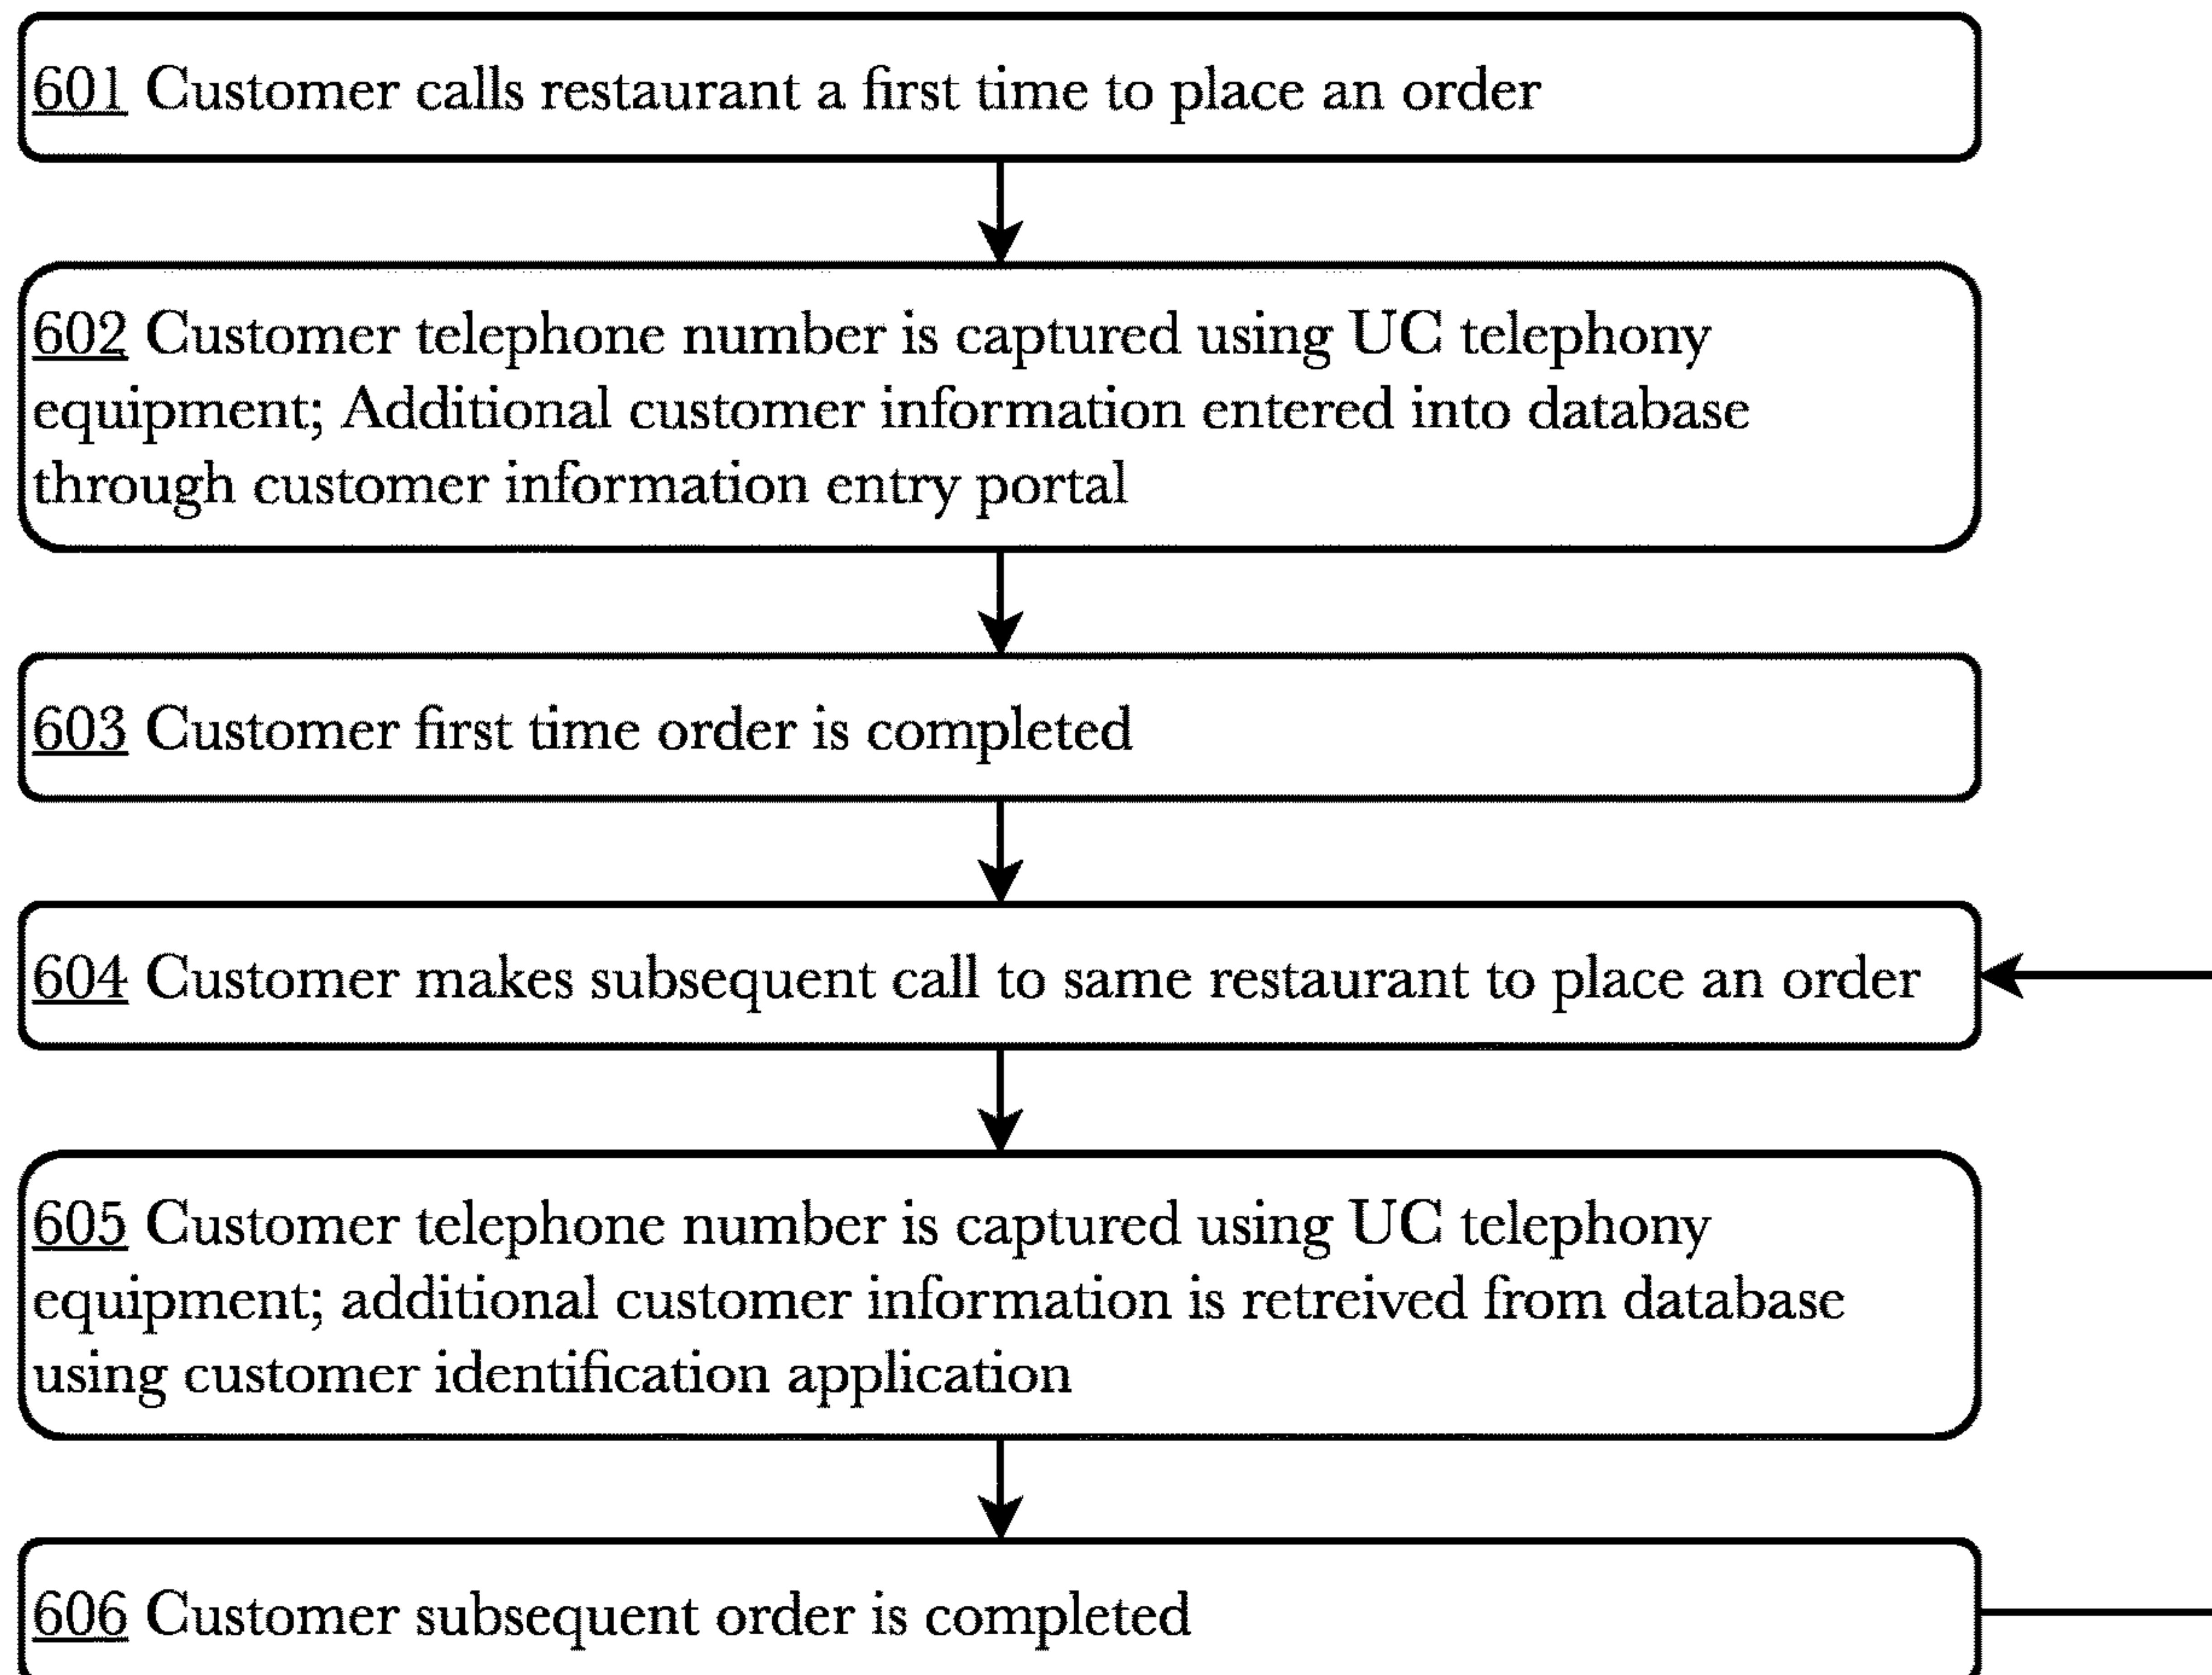 601 Customer calls restaurant a first time to place an order
602 Customer telephone number is captured using UC telephony
equipment; Additional customer information entered into database
through customer information entry portal
603 Customer first time order is completed
604 Customer makes subsequent call to same restaurant to place an order
605 Customer telephone number is captured using UC telephony
equipment; additional customer information is retreived from database
using customer identification application
606 Customer subsequent order is completed